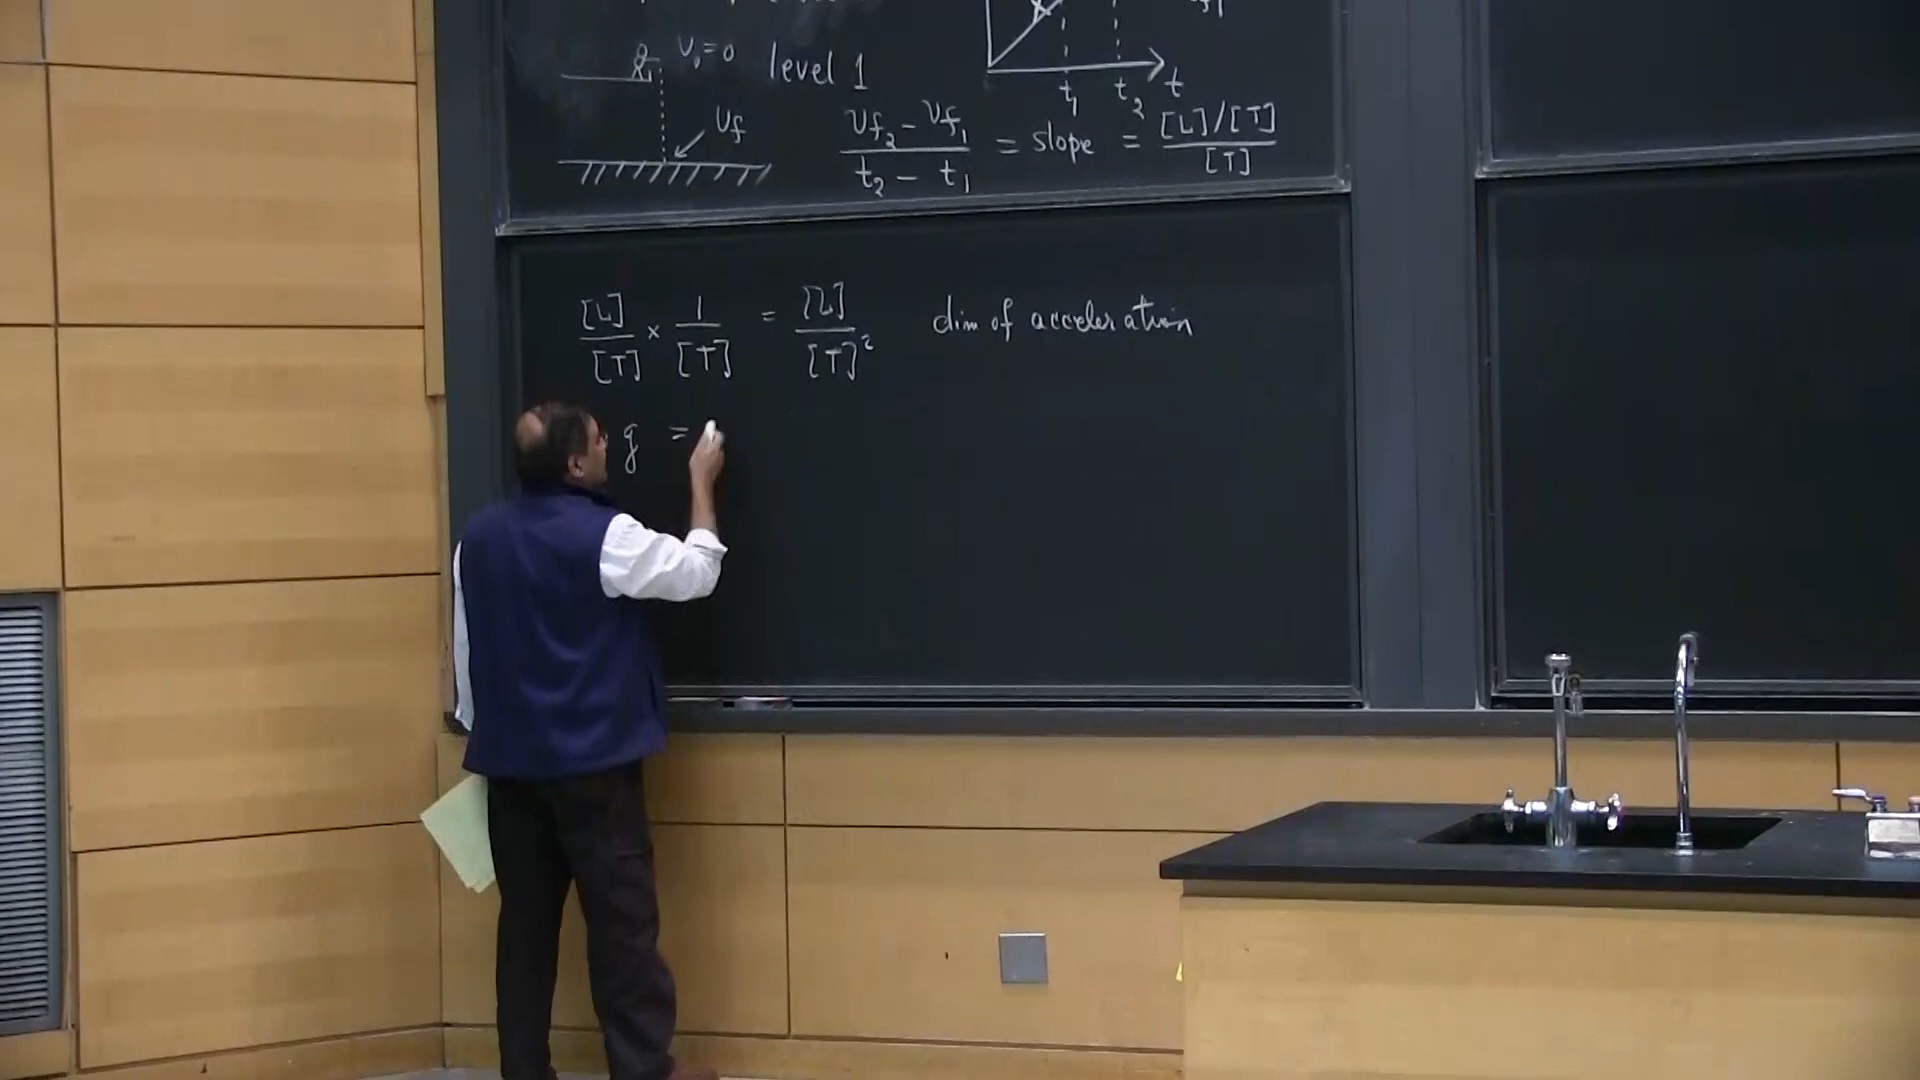 v₀=0 level 1
t₁ t₂ t
v_f
(v_f₂ - v_f₁)/(t₂ - t₁) = slope = ([L]/[T])/[T]
[L]/[T] × 1/[T] = [L]/[T]² dim of acceleration
g =